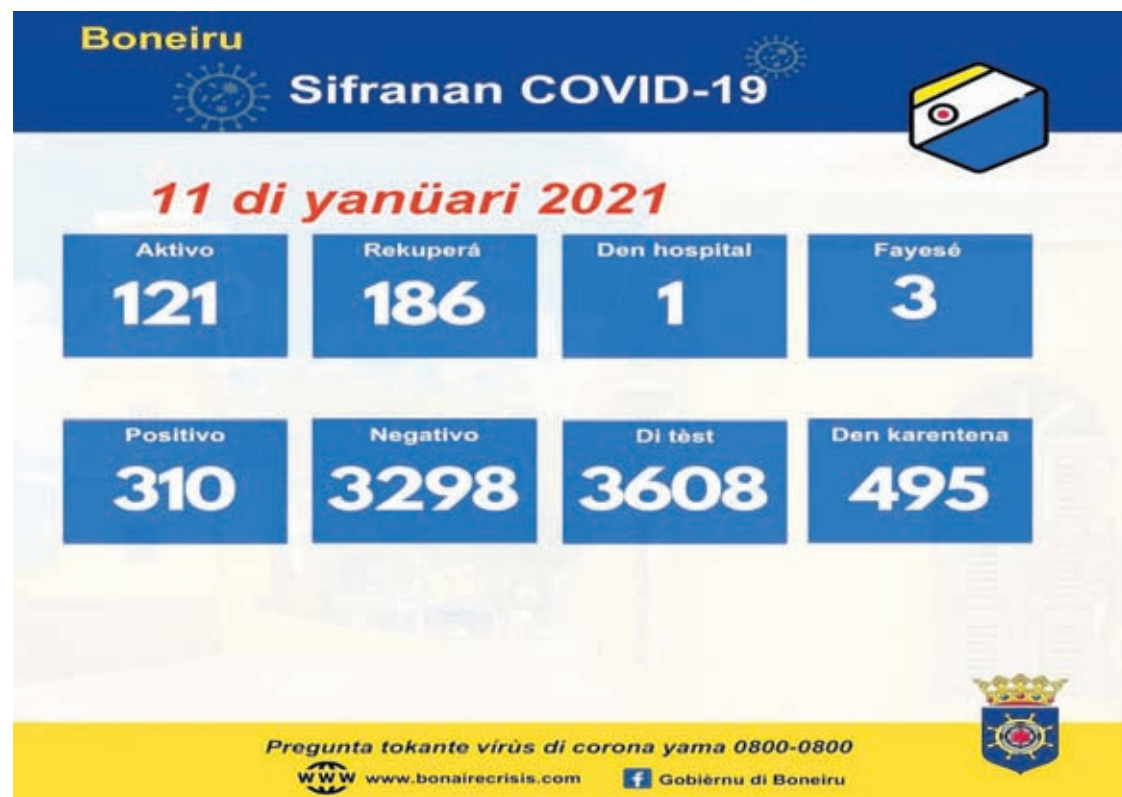 Boneiru
Sifranan COVID-19
11 di yanüari 2021
Aktivo
121
Rekuperá
186
Den hospital
1
Fayesé
3
Positivo
310
Negativo
3298
Di tèst
3608
Den karentena
495
Pregunta tokante vírùs di corona yama 0800-0800
WWW www.bonairecrisis.com f Gobièrnu di Boneiru